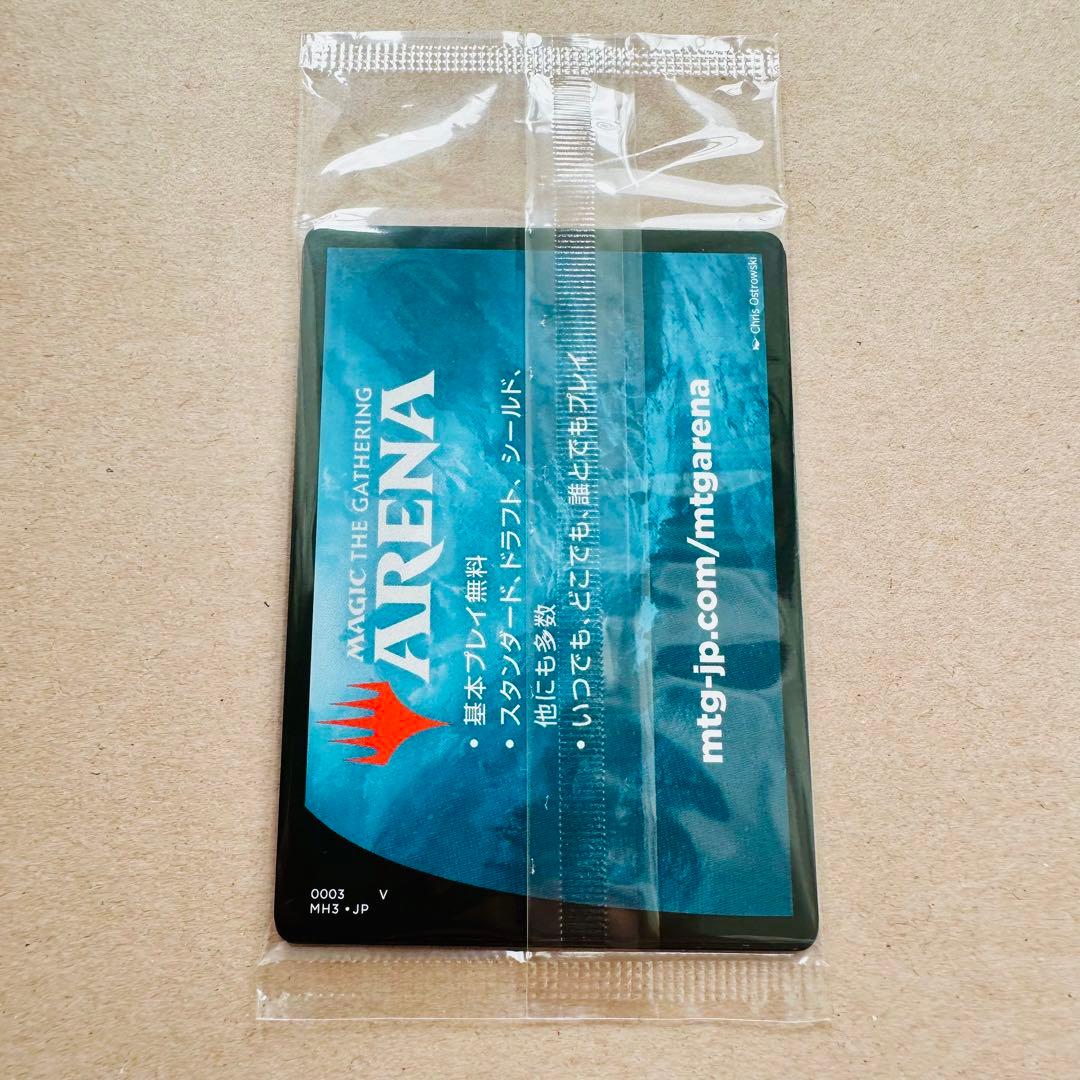 MAGIC THE GATHERING
ARENA
• 基本プレイ無料
• スタンダード、ドラフト、シールド、
他にも多数
• いつでも、どこでも、誰とでもプレイ
mtg-jp.com/mtgarena
Chris Ostrowski
0003 V
MH3 • JP